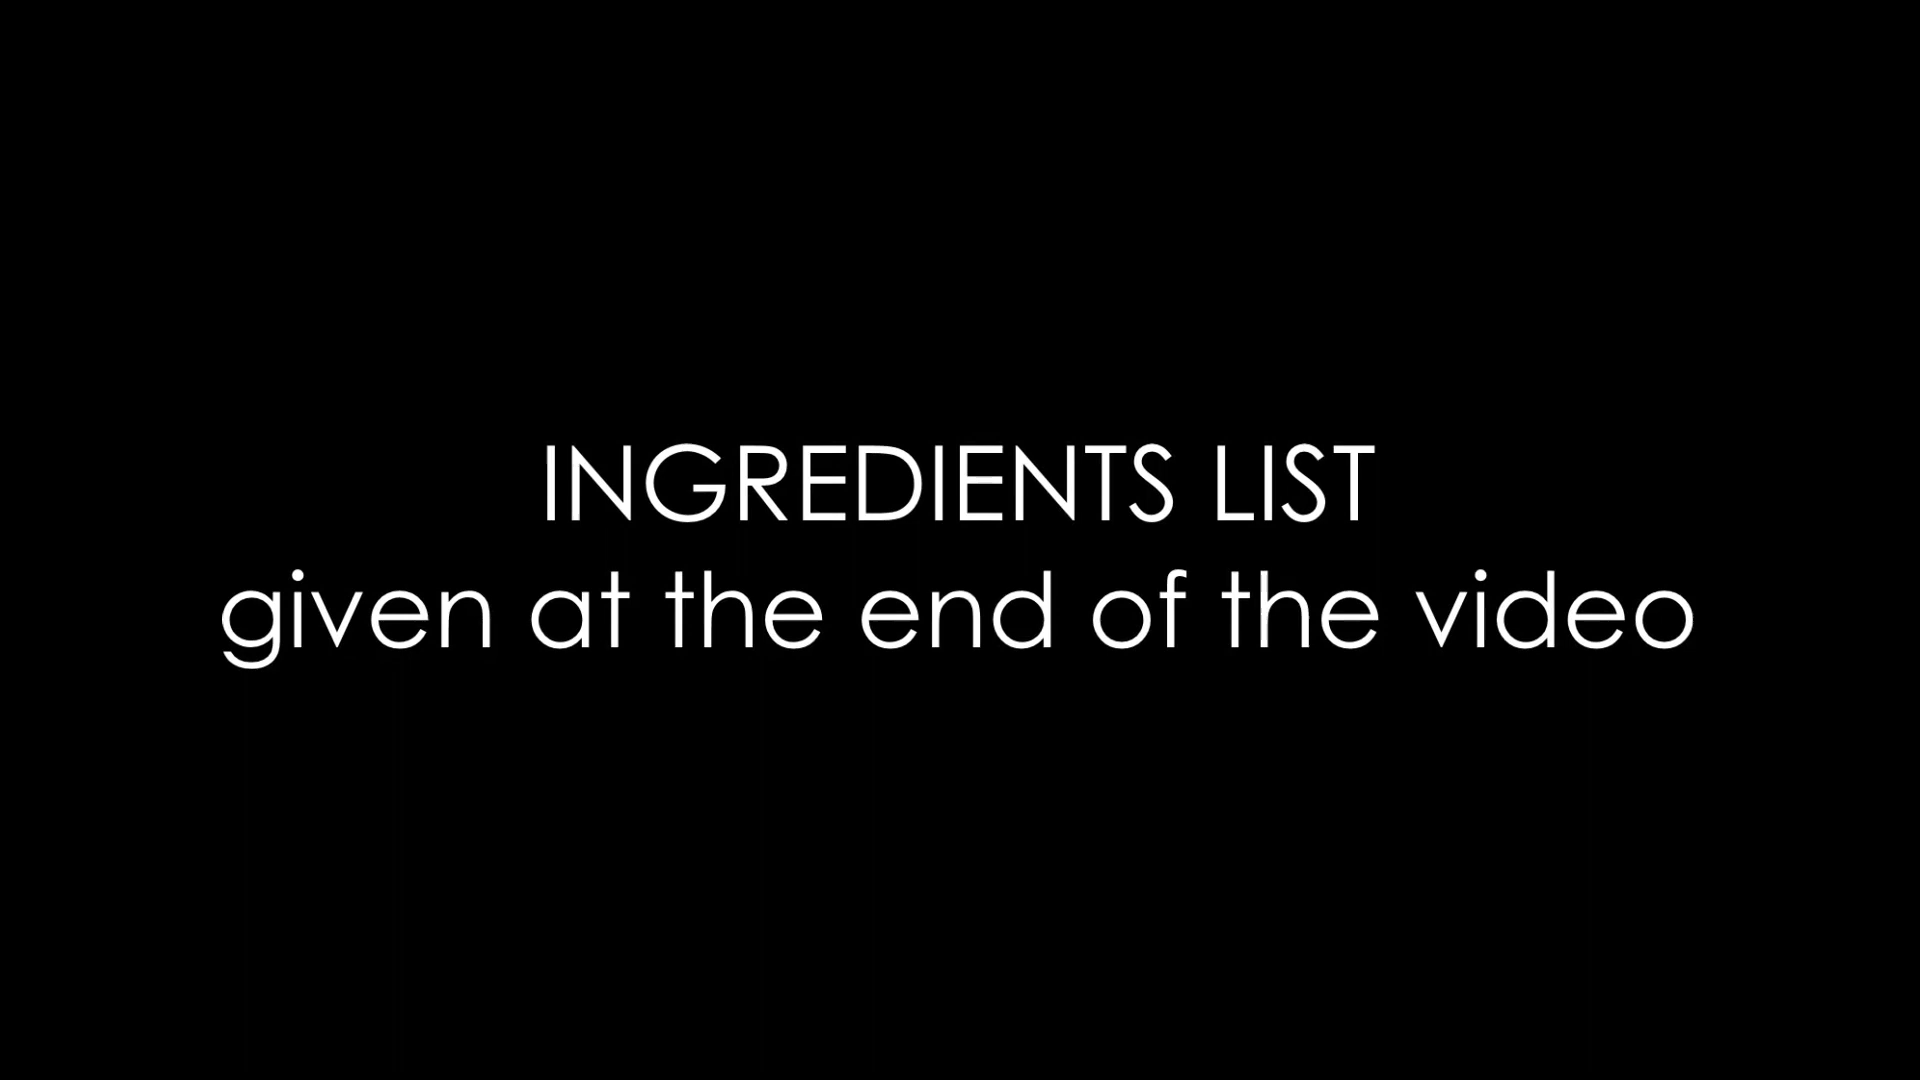 INGREDIENTS LIST
given at the end of the video